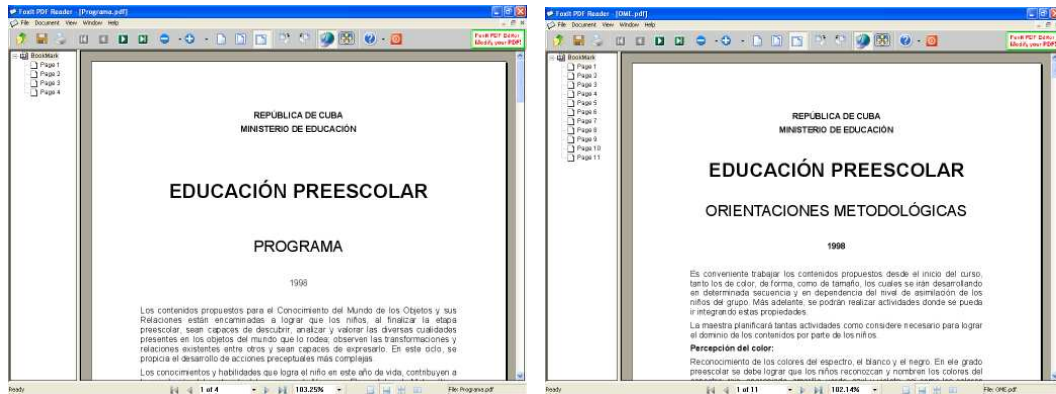 Foxit PDF Reader - [Programa.pdf]
File Document View Window Help
Foxit PDF Editor
Modify your PDF!
BookMark
Page 1
Page 2
Page 3
Page 4
REPÚBLICA DE CUBA
MINISTERIO DE EDUCACIÓN
EDUCACIÓN PREESCOLAR
PROGRAMA
1998
Los contenidos propuestos para el Conocimiento del Mundo de los Objetos y sus
Relaciones están encaminadas a lograr que los niños, al finalizar la etapa
preescolar, sean capaces de descubrir, analizar y valorar las diversas cualidades
presentes en los objetos del mundo que lo rodea; observen las transformaciones y
relaciones existentes entre otros y sean capaces de expresarlo. En este ciclo, se
propicia el desarrollo de acciones preceptuales más complejas.
Los conocimientos y habilidades que logra el niño en este año de vida, contribuyen a
Ready
1 of 4
103.25%
File: Programa.pdf
Foxit PDF Reader - [OME.pdf]
File Document View Window Help
Foxit PDF Editor
Modify your PDF!
BookMark
Page 1
Page 2
Page 3
Page 4
Page 5
Page 6
Page 7
Page 8
Page 9
Page 10
Page 11
REPÚBLICA DE CUBA
MINISTERIO DE EDUCACIÓN
EDUCACIÓN PREESCOLAR
ORIENTACIONES METODOLÓGICAS
1998
Es conveniente trabajar los contenidos propuestos desde el inicio del curso,
tanto los de color, de forma, como de tamaño, los cuales se irán desarrollando
en determinada secuencia y en dependencia del nivel de asimilación de los
niños del grupo. Más adelante, se podrán realizar actividades donde se pueda
ir integrando estas propiedades.
La maestra planificará tantas actividades como considere necesario para lograr
el dominio de los contenidos por parte de los niños.
Percepción del color:
Reconocimiento de los colores del espectro, el blanco y el negro. En ele grado
preescolar se debe lograr que los niños reconozcan y nombren los colores del
Ready
1 of 11
102.14%
File: OME.pdf